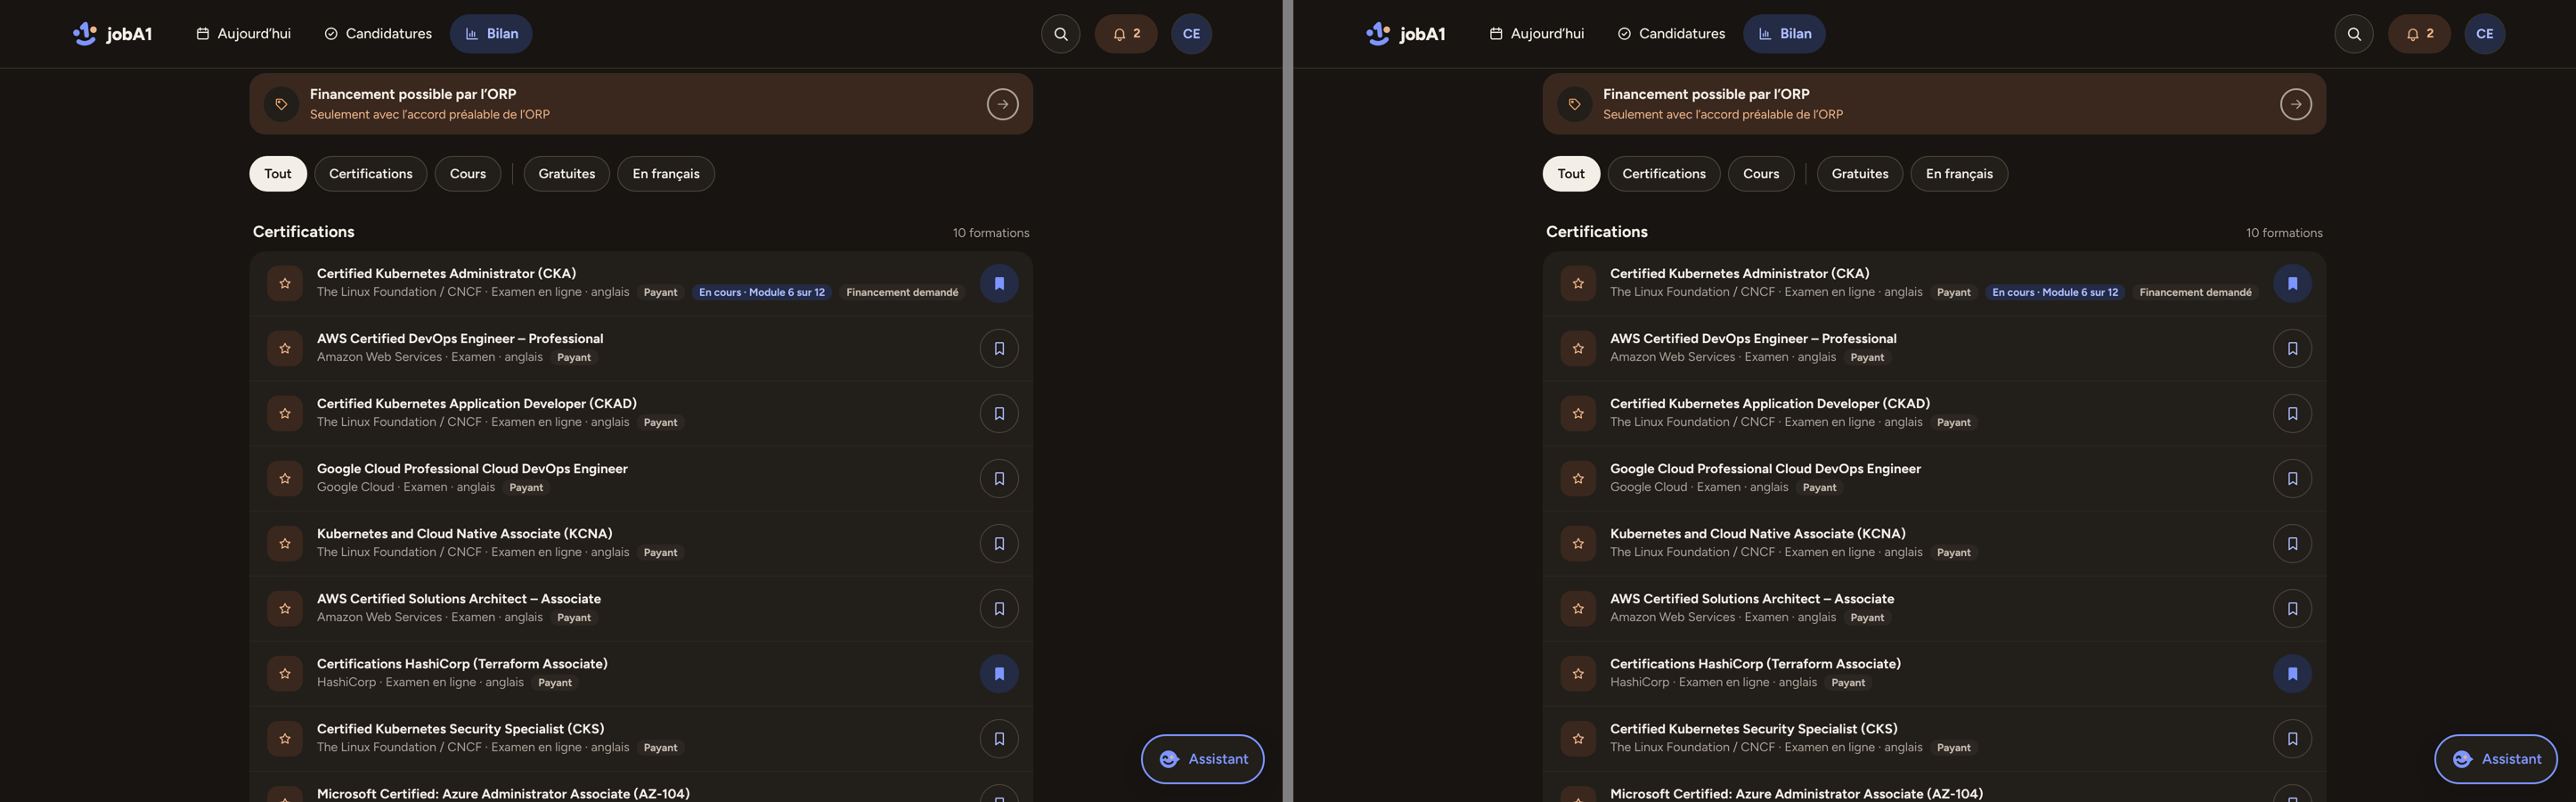 jobA1 Aujourd'hui Candidatures Bilan 2 CE
Financement possible par l'ORP
Seulement avec l'accord préalable de l'ORP
Tout Certifications Cours Gratuites En français
Certifications 10 formations
Certified Kubernetes Administrator (CKA)
The Linux Foundation / CNCF · Examen en ligne · anglais Payant En cours · Module 6 sur 12 Financement demandé
AWS Certified DevOps Engineer – Professional
Amazon Web Services · Examen · anglais Payant
Certified Kubernetes Application Developer (CKAD)
The Linux Foundation / CNCF · Examen en ligne · anglais Payant
Google Cloud Professional Cloud DevOps Engineer
Google Cloud · Examen · anglais Payant
Kubernetes and Cloud Native Associate (KCNA)
The Linux Foundation / CNCF · Examen en ligne · anglais Payant
AWS Certified Solutions Architect – Associate
Amazon Web Services · Examen · anglais Payant
Certifications HashiCorp (Terraform Associate)
HashiCorp · Examen en ligne · anglais Payant
Certified Kubernetes Security Specialist (CKS)
The Linux Foundation / CNCF · Examen en ligne · anglais Payant
Assistant
Microsoft Certified: Azure Administrator Associate (AZ-104)
jobA1 Aujourd'hui Candidatures Bilan 2 CE
Financement possible par l'ORP
Seulement avec l'accord préalable de l'ORP
Tout Certifications Cours Gratuites En français
Certifications 10 formations
Certified Kubernetes Administrator (CKA)
The Linux Foundation / CNCF · Examen en ligne · anglais Payant En cours · Module 6 sur 12 Financement demandé
AWS Certified DevOps Engineer – Professional
Amazon Web Services · Examen · anglais Payant
Certified Kubernetes Application Developer (CKAD)
The Linux Foundation / CNCF · Examen en ligne · anglais Payant
Google Cloud Professional Cloud DevOps Engineer
Google Cloud · Examen · anglais Payant
Kubernetes and Cloud Native Associate (KCNA)
The Linux Foundation / CNCF · Examen en ligne · anglais Payant
AWS Certified Solutions Architect – Associate
Amazon Web Services · Examen · anglais Payant
Certifications HashiCorp (Terraform Associate)
HashiCorp · Examen en ligne · anglais Payant
Certified Kubernetes Security Specialist (CKS)
The Linux Foundation / CNCF · Examen en ligne · anglais Payant
Assistant
Microsoft Certified: Azure Administrator Associate (AZ-104)